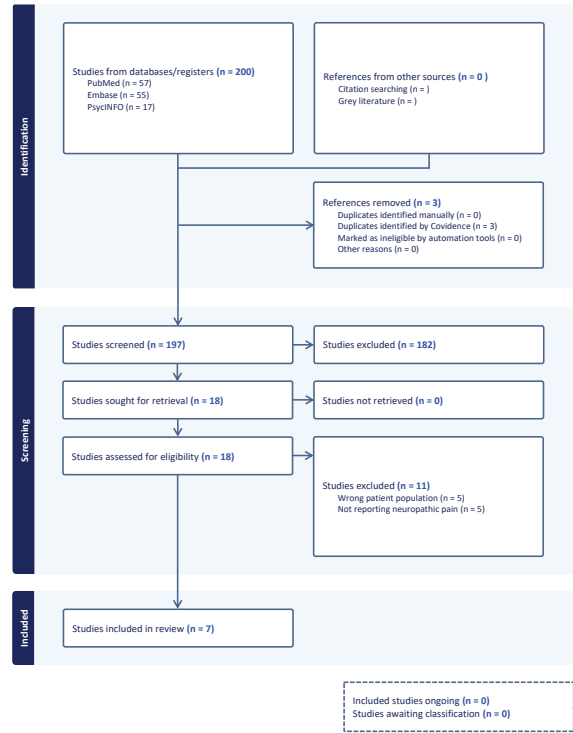 Identification
Studies from databases/registers (n = 200)
PubMed (n = 57)
Embase (n = 55)
PsycINFO (n = 17)
References from other sources (n = 0 )
Citation searching (n = )
Grey literature (n = )
References removed (n = 3)
Duplicates identified manually (n = 0)
Duplicates identified by Covidence (n = 3)
Marked as ineligible by automation tools (n = 0)
Other reasons (n = 0)
Screening
Studies screened (n = 197)
Studies excluded (n = 182)
Studies sought for retrieval (n = 18)
Studies not retrieved (n = 0)
Studies assessed for eligibility (n = 18)
Studies excluded (n = 11)
Wrong patient population (n = 5)
Not reporting neuropathic pain (n = 5)
Included
Studies included in review (n = 7)
Included studies ongoing (n = 0)
Studies awaiting classification (n = 0)